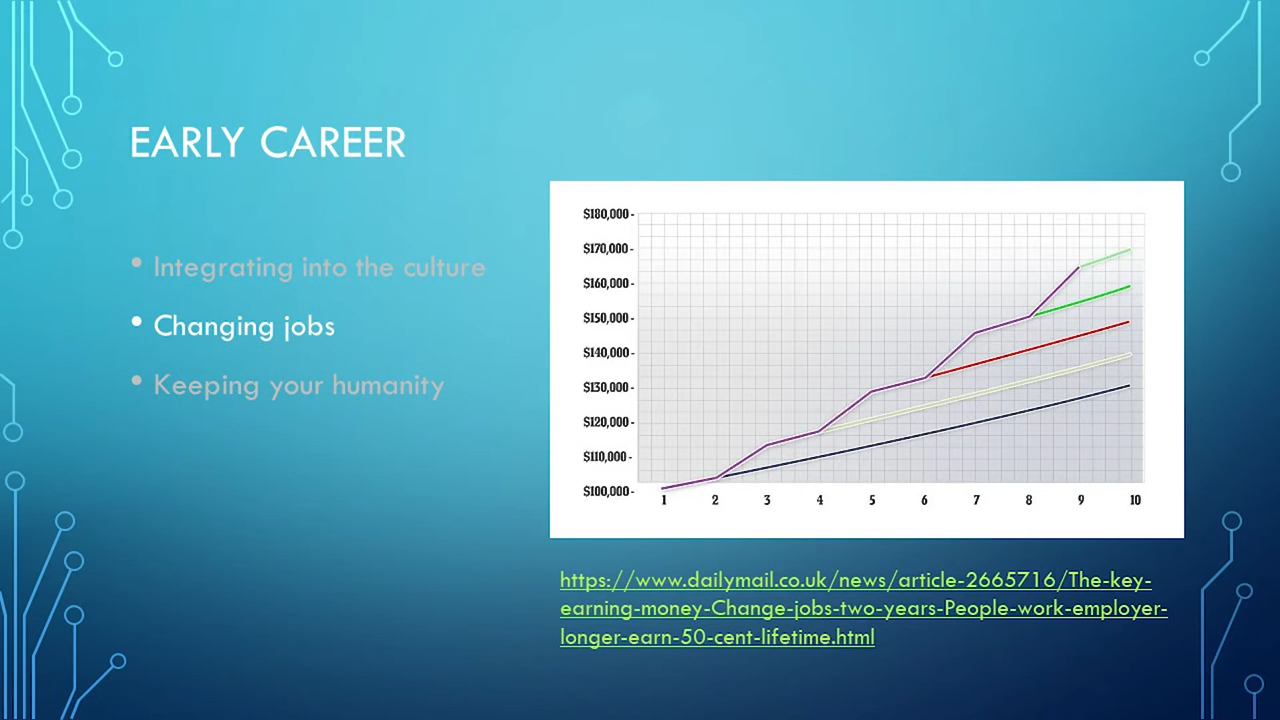 EARLY CAREER
• Integrating into the culture
• Changing jobs
• Keeping your humanity
$180,000-
$170,000-
$160,000-
$150,000-
$140,000-
$130,000-
$120,000-
$110,000-
$100,000-
1 2 3 4 5 6 7 8 9 10
https://www.dailymail.co.uk/news/article-2665716/The-key-
earning-money-Change-jobs-two-years-People-work-employer-
longer-earn-50-cent-lifetime.html